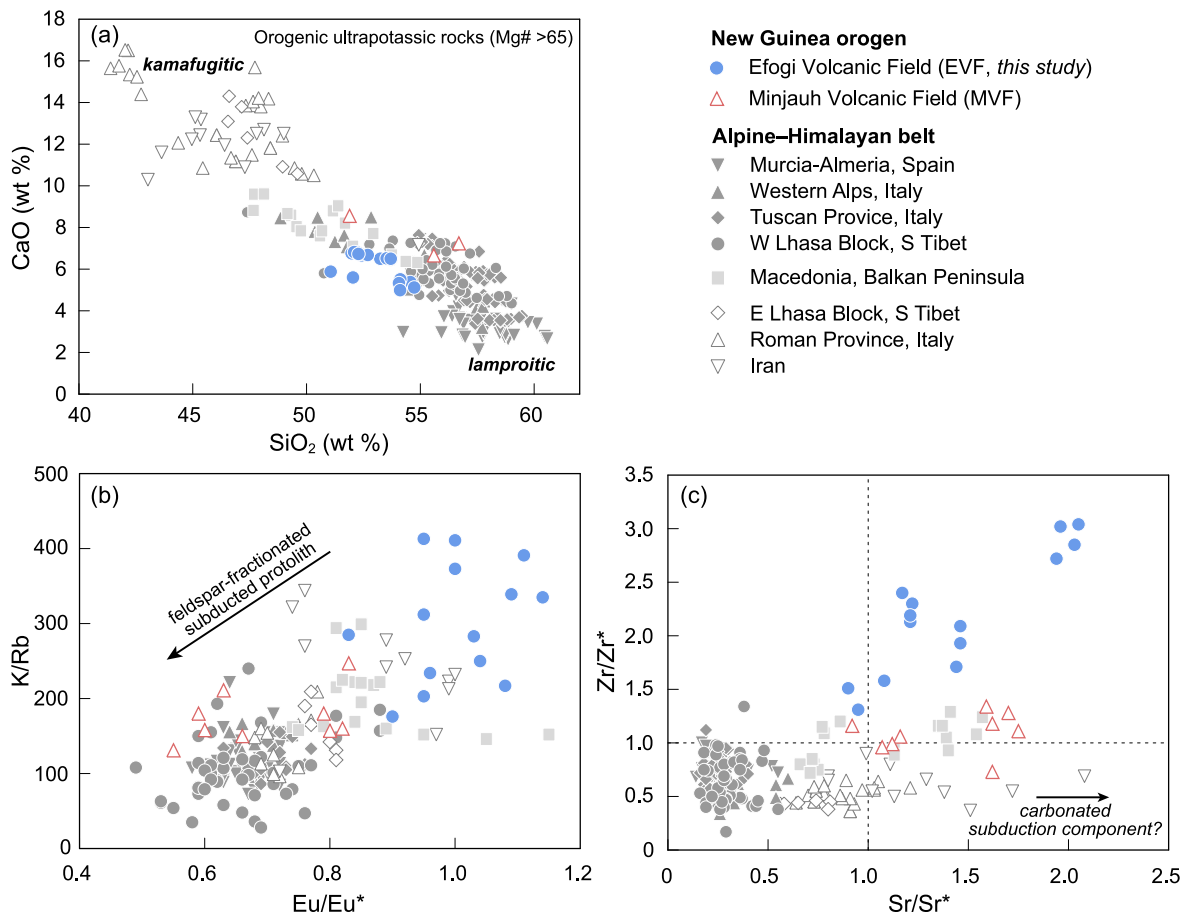 (a)
Orogenic ultrapotassic rocks (Mg# >65)
kamafugitic
lamproitic
CaO (wt %)
18
16
14
12
10
8
6
4
2
0
40
45
50
55
60
SiO2 (wt %)
New Guinea orogen
Efogi Volcanic Field (EVF, this study)
Minjauh Volcanic Field (MVF)
Alpine–Himalayan belt
Murcia-Almeria, Spain
Western Alps, Italy
Tuscan Provice, Italy
W Lhasa Block, S Tibet
Macedonia, Balkan Peninsula
E Lhasa Block, S Tibet
Roman Province, Italy
Iran
(b)
feldspar-fractionated
subducted protolith
K/Rb
500
400
300
200
100
0
0.4
0.6
0.8
1.0
1.2
Eu/Eu*
(c)
Zr/Zr*
3.5
3.0
2.5
2.0
1.5
1.0
0.5
0
carbonated
subduction component?
0
0.5
1.0
1.5
2.0
2.5
Sr/Sr*